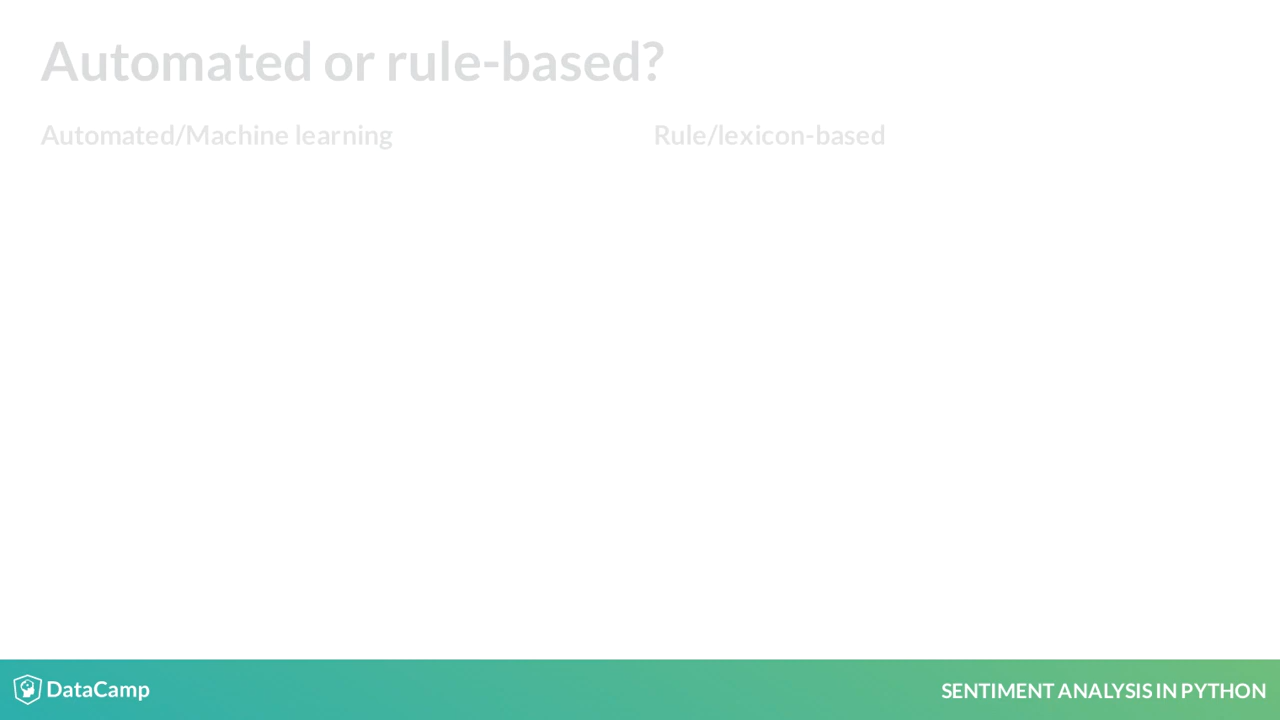 Automated or rule-based?
Automated/Machine learning
Rule/lexicon-based
DataCamp
SENTIMENT ANALYSIS IN PYTHON